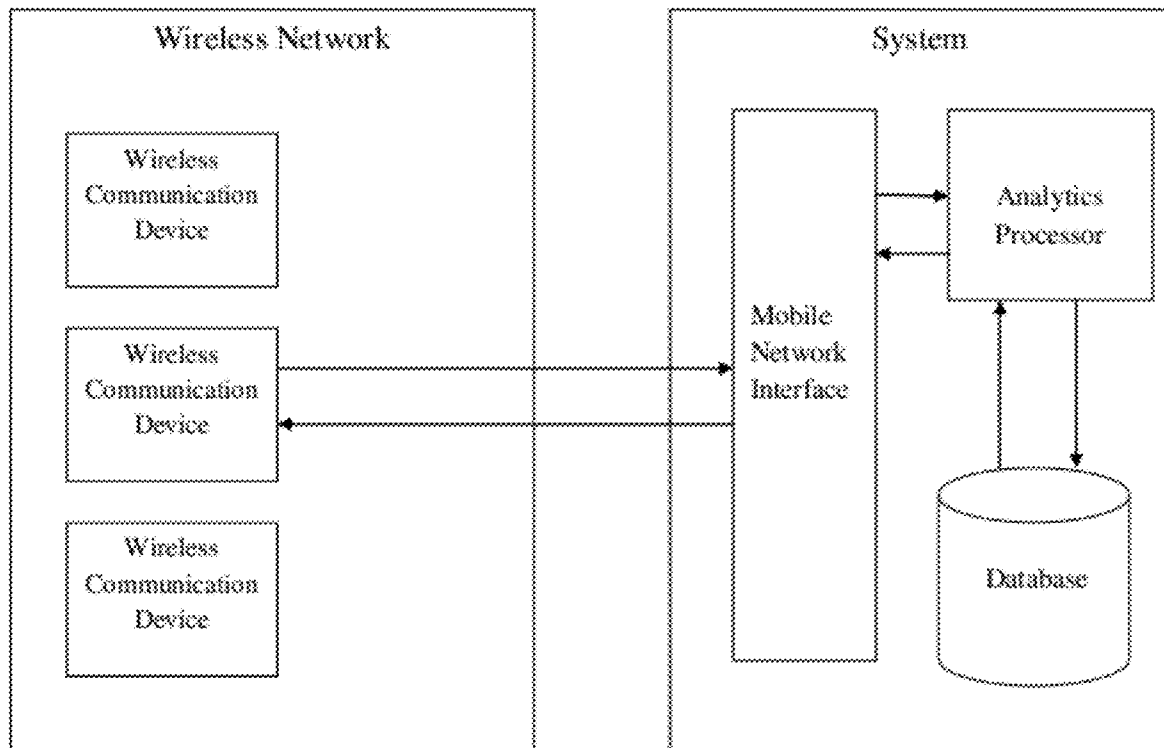 Wireless Network
System
Wireless
Communication
Device
Wireless
Communication
Device
Wireless
Communication
Device
Mobile
Network
Interface
Analytics
Processor
Database